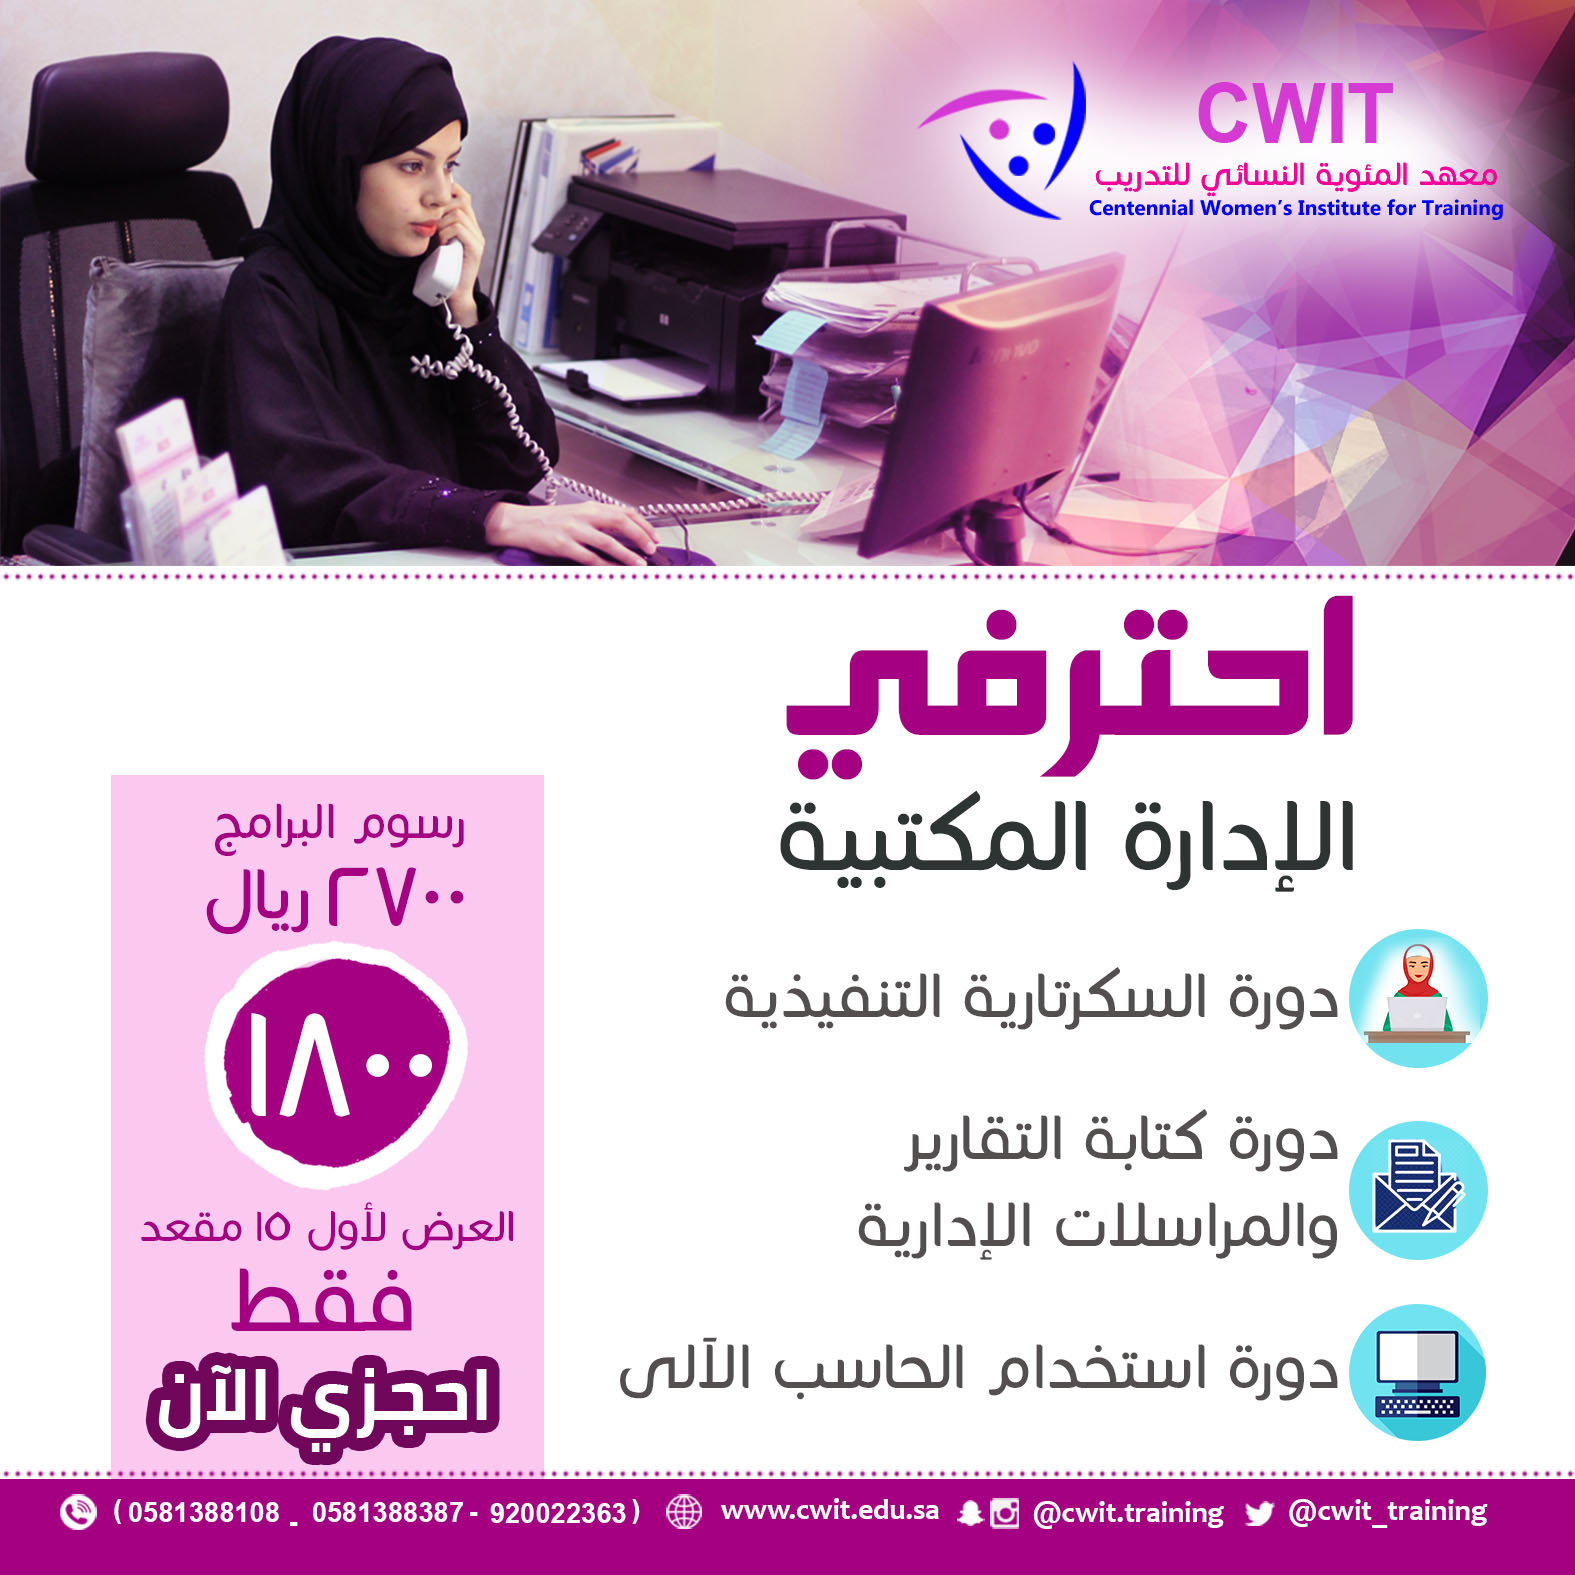 CWIT
معهد المئوية النسائي للتدريب
Centennial Women's Institute for Training
احترفي
الإدارة المكتبية
دورة السكرتارية التنفيذية
دورة كتابة التقارير
والمراسلات الإدارية
دورة استخدام الحاسب الآلى
رسوم البرامج
٢٧٠٠ ريال
١٨٠٠
العرض لأول ١٥ مقعد
فقط
احجزي الآن
( 0581388108 _ 0581388387 - 920022363 ) www.cwit.edu.sa @cwit.training @cwit_training